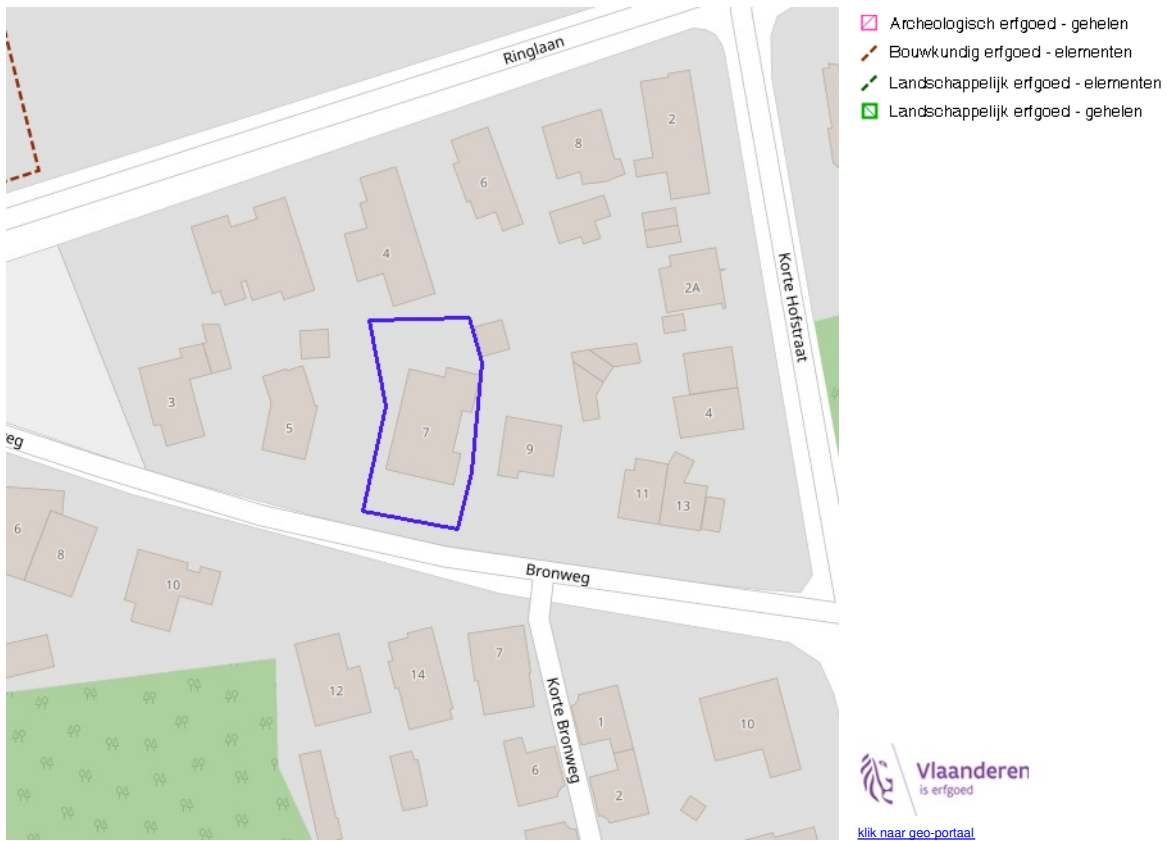 Ringlaan
Archeologisch erfgoed - gehelen
Bouwkundig erfgoed - elementen
Landschappelijk erfgoed - elementen
Landschappelijk erfgoed - gehelen
2
8
6
4
Korte Hofstraat
2A
3
5
7
4
9
11
13
eg
6
8
10
Bronweg
12
14
7
Korte Bronweg
1
10
6
2
Vlaanderen
is erfgoed
klik naar geo-portaal